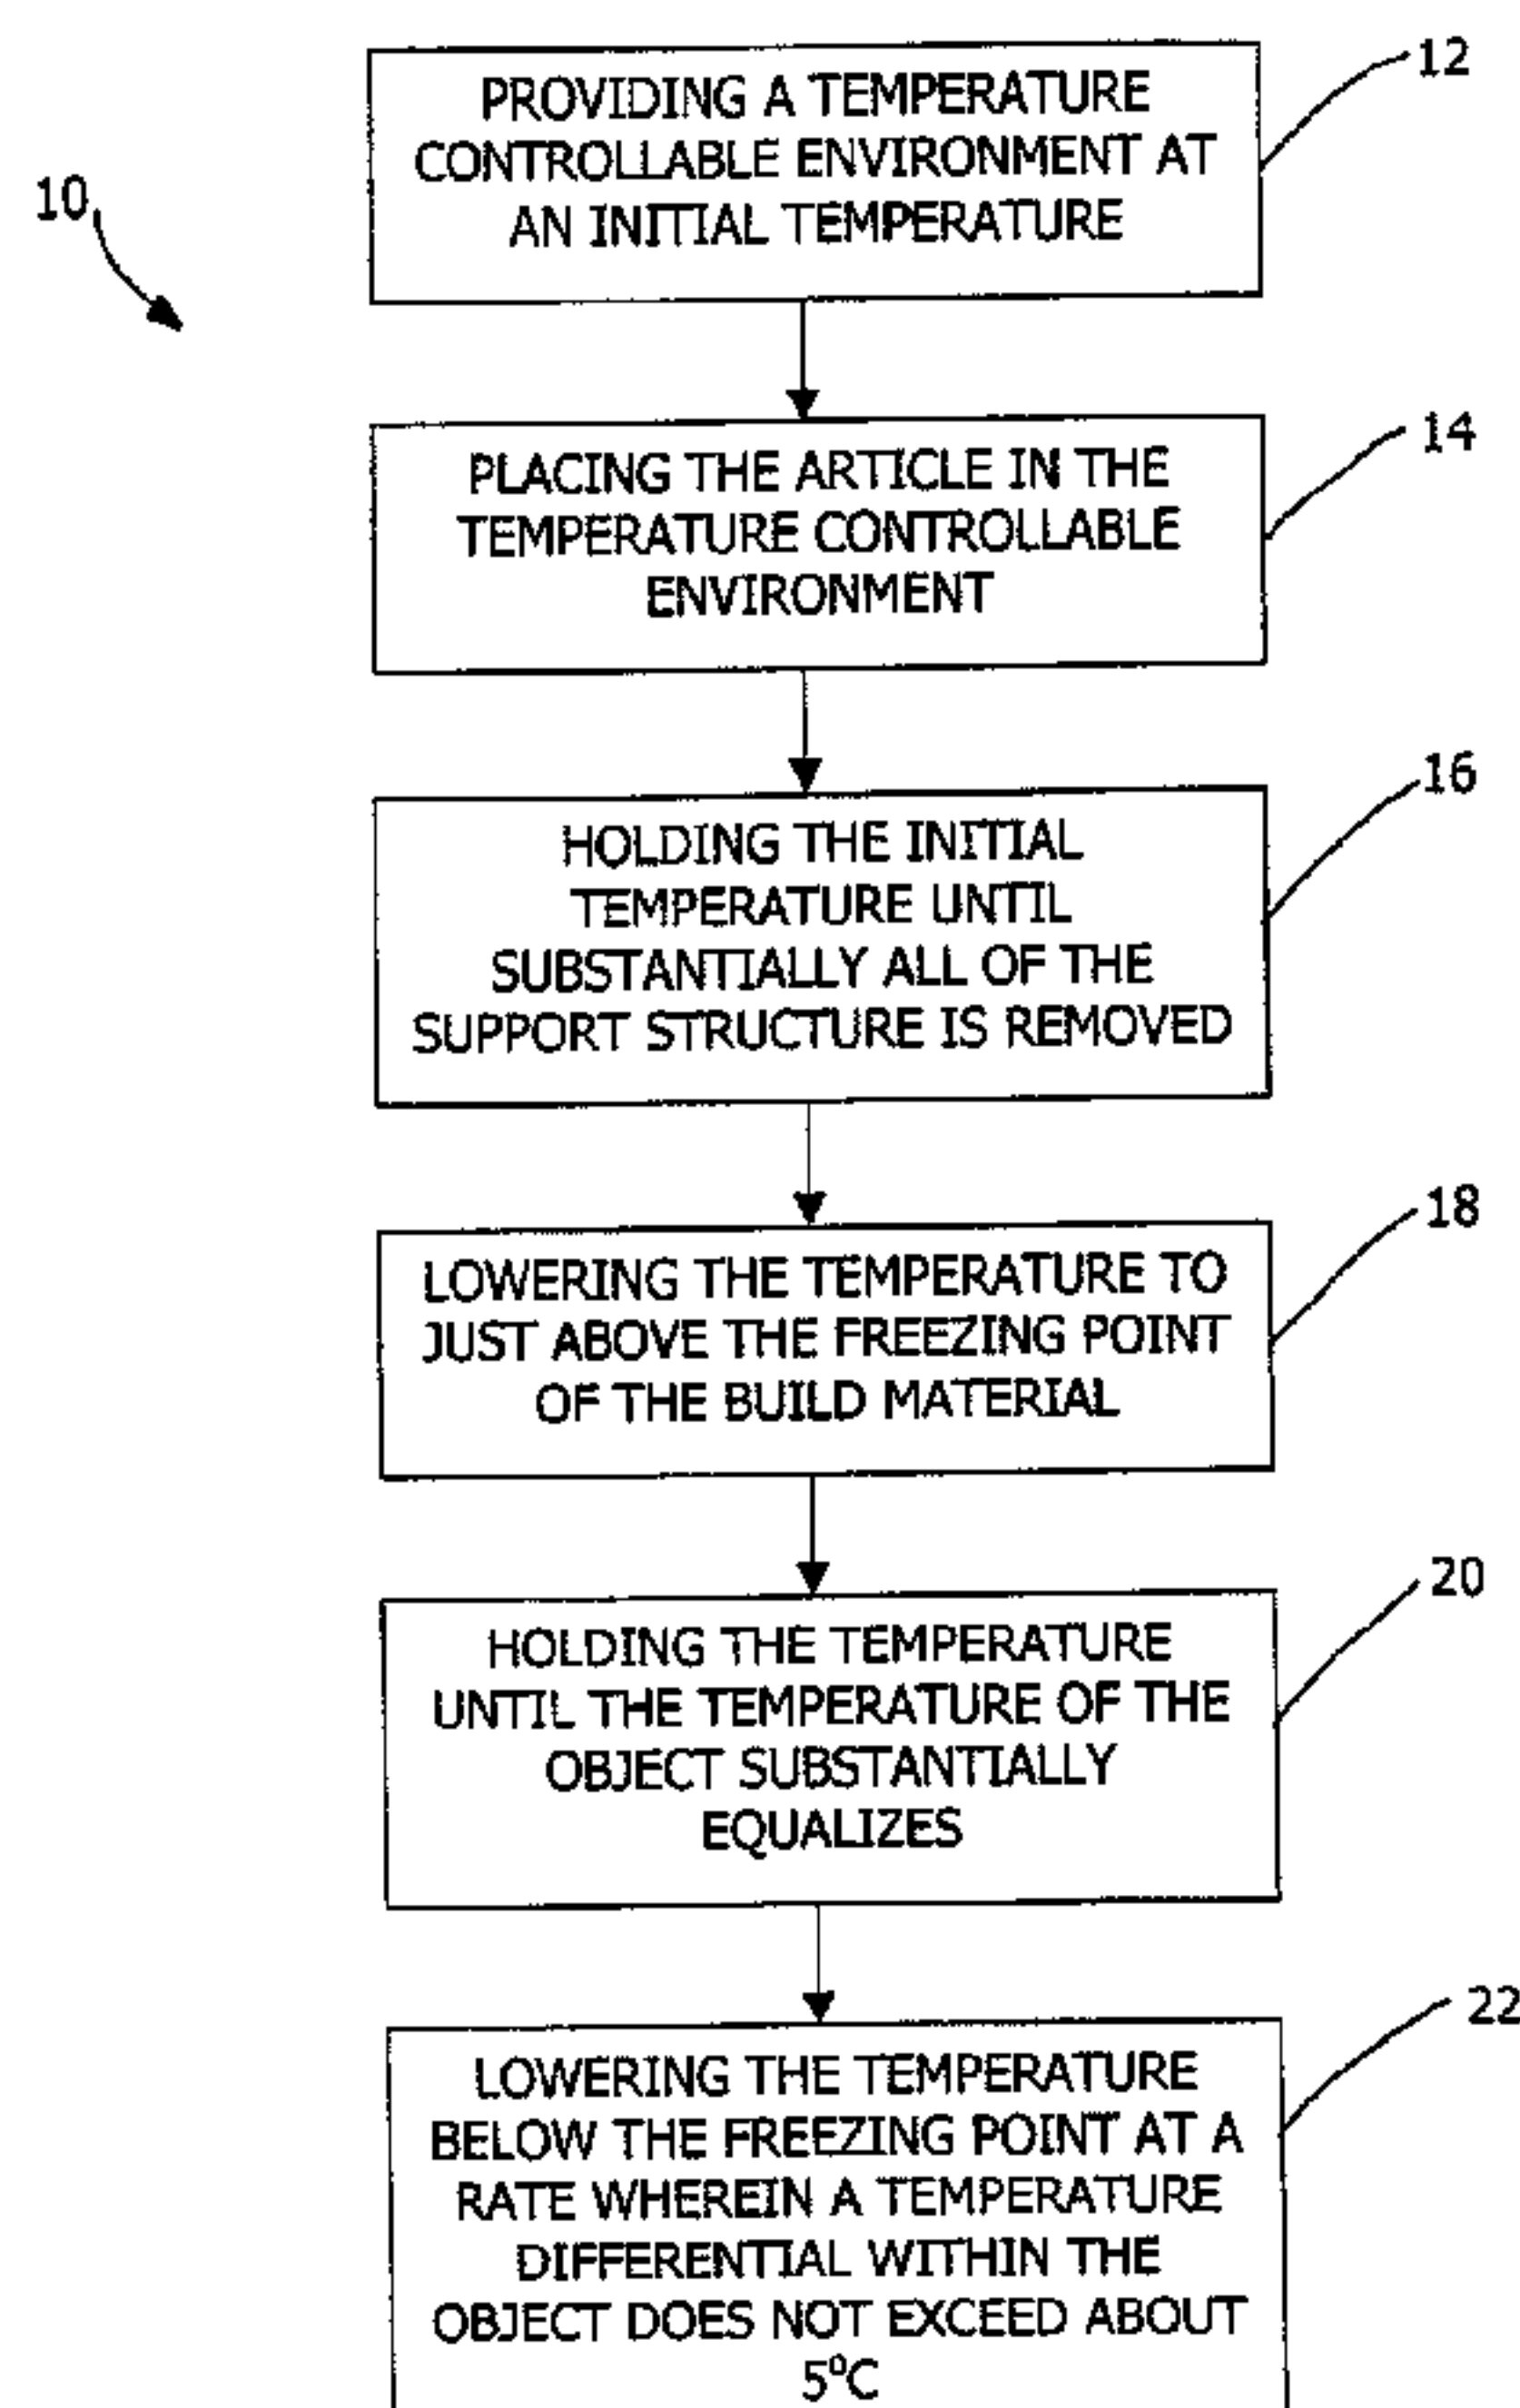 10
12
PROVIDING A TEMPERATURE
CONTROLLABLE ENVIRONMENT AT
AN INITIAL TEMPERATURE
14
PLACING THE ARTICLE IN THE
TEMPERATURE CONTROLLABLE
ENVIRONMENT
16
HOLDING THE INITIAL
TEMPERATURE UNTIL
SUBSTANTIALLY ALL OF THE
SUPPORT STRUCTURE IS REMOVED
18
LOWERING THE TEMPERATURE TO
JUST ABOVE THE FREEZING POINT
OF THE BUILD MATERIAL
20
HOLDING THE TEMPERATURE
UNTIL THE TEMPERATURE OF THE
OBJECT SUBSTANTIALLY
EQUALIZES
22
LOWERING THE TEMPERATURE
BELOW THE FREEZING POINT AT A
RATE WHEREIN A TEMPERATURE
DIFFERENTIAL WITHIN THE
OBJECT DOES NOT EXCEED ABOUT
5°C